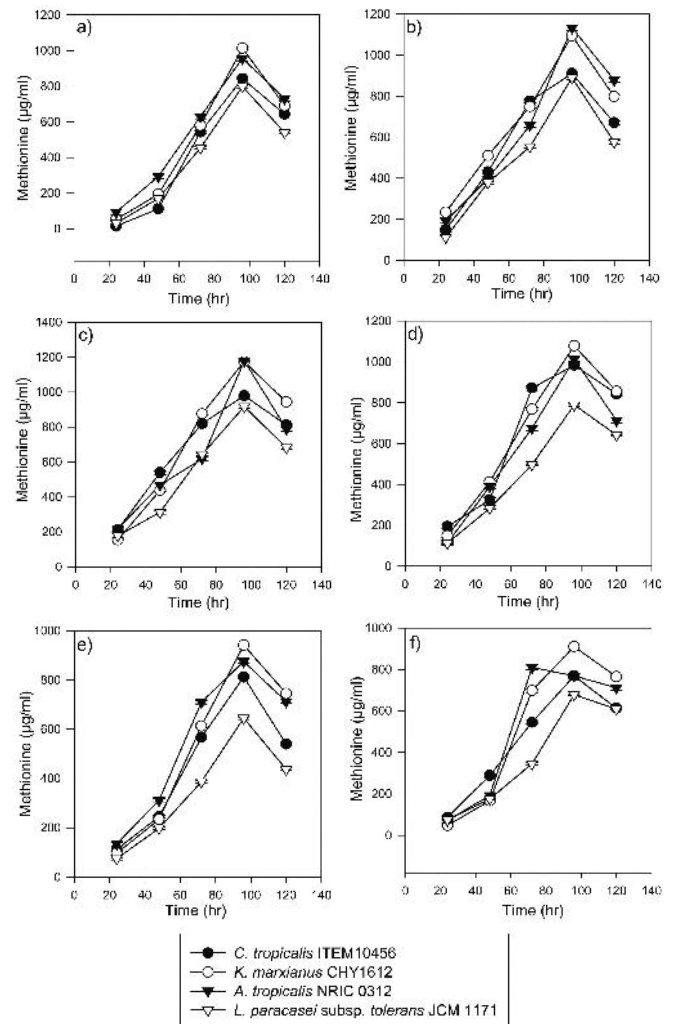 a)
Methionine (µg/ml)
1200
1000
800
600
400
200
0
0 20 40 60 80 100 120 140
Time (hr)
b)
Methionine (µg/ml)
1200
1000
800
600
400
200
0
0 20 40 60 80 100 120 140
Time (hr)
c)
Methionine (µg/ml)
1400
1200
1000
800
600
400
200
0
0 20 40 60 80 100 120 140
Time (hr)
d)
Methionine (µg/ml)
1200
1000
800
600
400
200
0
0 20 40 60 80 100 120 140
Time (hr)
e)
Methionine (µg/ml)
1000
800
600
400
200
0
0 20 40 60 80 100 120 140
Time (hr)
f)
Methionine (µg/ml)
1000
800
600
400
200
0
0 20 40 60 80 100 120 140
Time (hr)
C. tropicalis ITEM10456
K. marxianus CHY1612
A. tropicalis NRIC 0312
L. paracasei subsp. tolerans JCM 1171